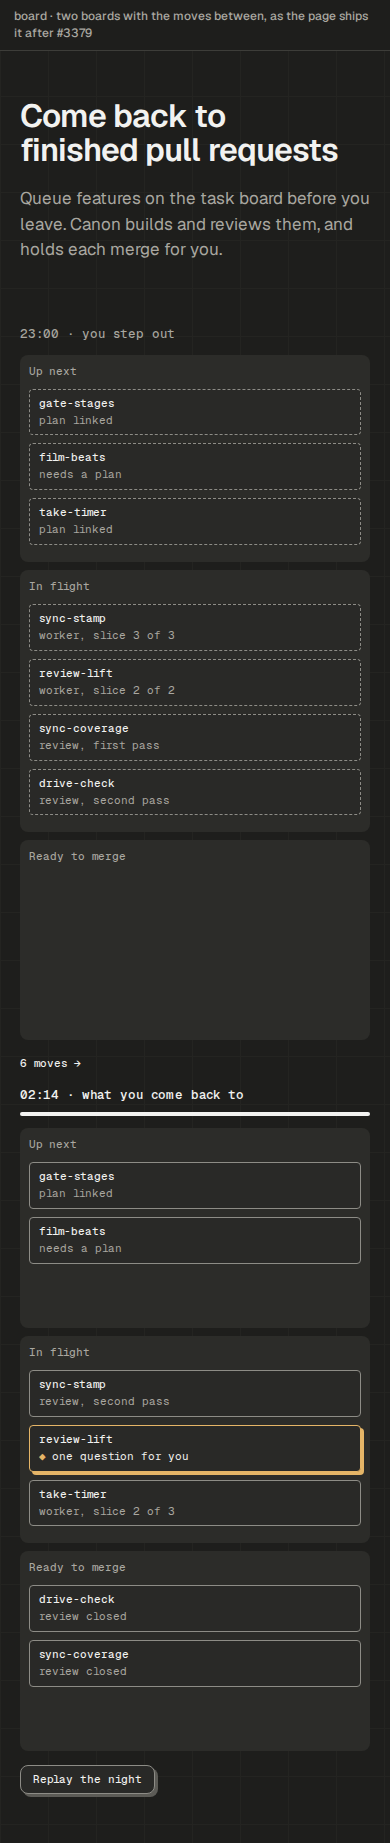 board · two boards with the moves between, as the page ships
it after #3379
Come back to
finished pull requests
Queue features on the task board before you
leave. Canon builds and reviews them, and
holds each merge for you.
23:00 · you step out
Up next
gate-stages
plan linked
film-beats
needs a plan
take-timer
plan linked
In flight
sync-stamp
worker, slice 3 of 3
review-lift
worker, slice 2 of 2
sync-coverage
review, first pass
drive-check
review, second pass
Ready to merge
6 moves →
02:14 · what you come back to
Up next
gate-stages
plan linked
film-beats
needs a plan
In flight
sync-stamp
review, second pass
review-lift
◆ one question for you
take-timer
worker, slice 2 of 3
Ready to merge
drive-check
review closed
sync-coverage
review closed
Replay the night